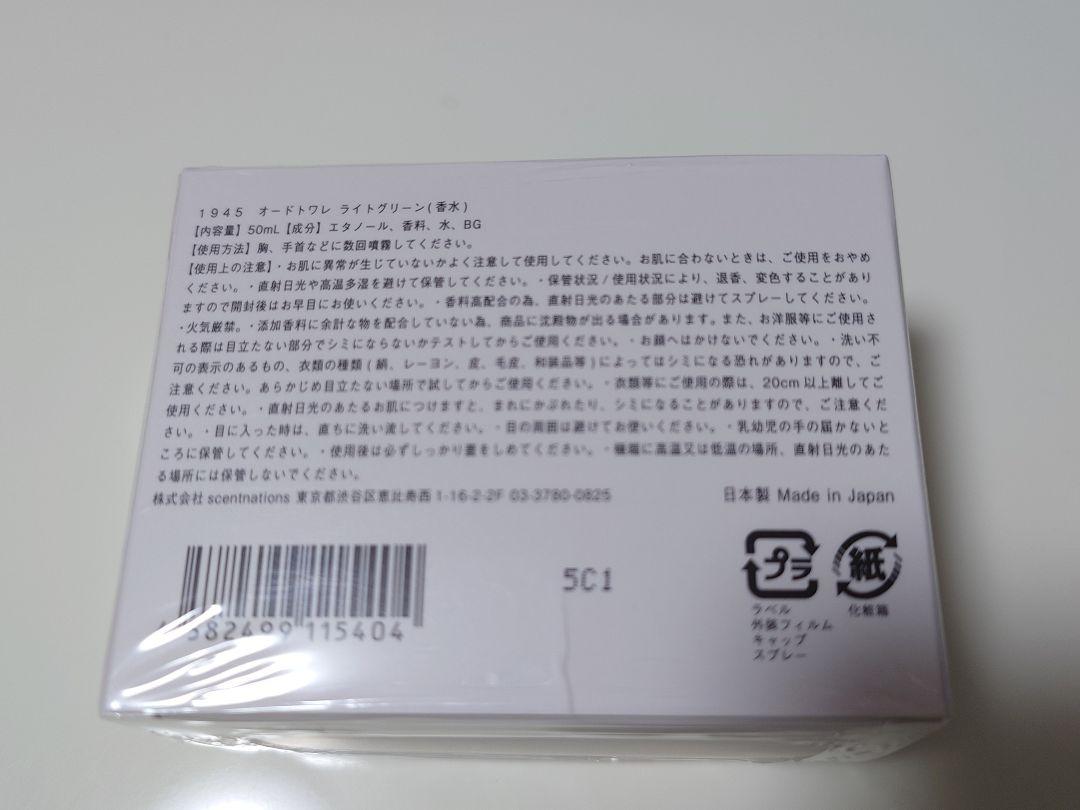 1945 オードトワレ ライトグリーン(香水)
【内容量】50mL【成分】エタノール、香料、水、BG
【使用方法】胸、手首などに数回噴霧してください。
【使用上の注意】・お肌に異常が生じていないかよく注意して使用してください。お肌に合わないときは、ご使用をおやめ
ください。・直射日光や高温多湿を避けて保管してください。・保管状況/使用状況により、退香、変色することがあり
ますので開封後はお早目にお使いください。・香料高配合の為、直射日光のあたる部分は避けてスプレーしてください。
・火気厳禁。・添加香料に余計な物を配合していない為、商品に沈殿物が出る場合があります。また、お洋服等にご使用さ
れる際は目立たない部分でシミにならないかテストしてからご使用ください。・お顔へはかけないでください。・洗い不
可の表示のあるもの、衣類の種類(絹、レーヨン、皮、毛皮、和装品等)によってはシミになる恐れがありますので、ご
注意ください。あらかじめ目立たない場所で試してからご使用ください。・衣類等にご使用の際は、20cm以上離してご
使用ください。・直射日光のあたるお肌につけますと、まれにかぶれたり、シミになることがありますので、ご注意くだ
さい。・目に入った時は、直ちに洗い流してください。・目の周囲は避けてお使いください。・乳幼児の手の届かないと
ころに保管してください。・使用後は必ずしっかり蓋をしめてください。・極端に高温又は低温の場所、直射日光のあた
る場所には保管しないでください。
株式会社scentnations 東京都渋谷区恵比寿西1-16-2-2F 03-3780-0825
日本製 Made in Japan
4 582499 115404
5C1
プラ
ラベル
外装フィルム
キャップ
スプレー
紙
化粧箱